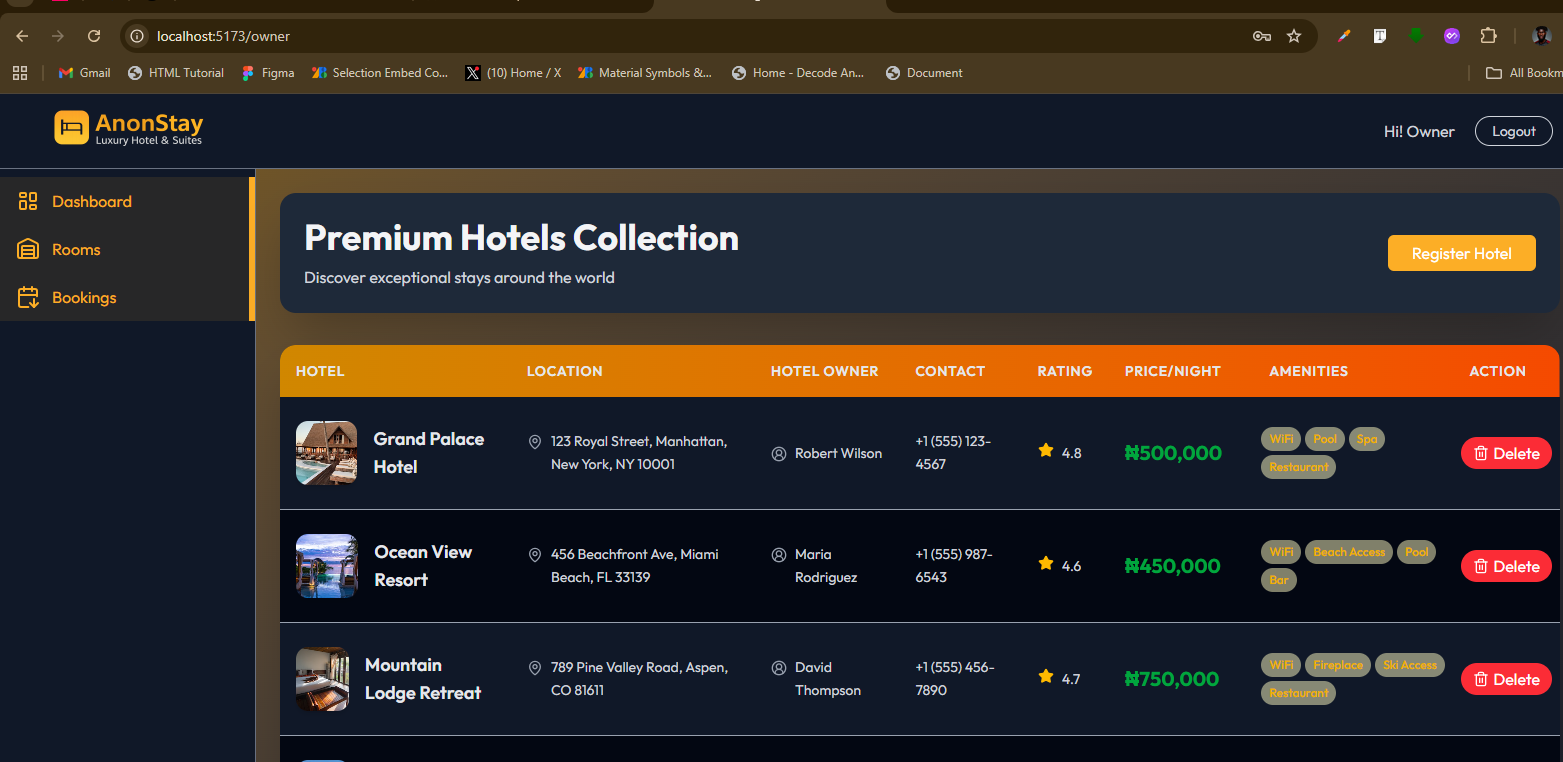 localhost:5173/owner
Gmail
HTML Tutorial
Figma
Selection Embed Co...
(10) Home / X
Material Symbols &...
Home - Decode An...
Document
All Bookm
AnonStay
Luxury Hotel & Suites
Hi! Owner
Logout
Dashboard
Rooms
Bookings
Premium Hotels Collection
Discover exceptional stays around the world
Register Hotel
HOTEL LOCATION HOTEL OWNER CONTACT RATING PRICE/NIGHT AMENITIES ACTION
Grand Palace
Hotel
123 Royal Street, Manhattan,
New York, NY 10001
Robert Wilson
+1 (555) 123-
4567
4.8
₦500,000
WiFi Pool Spa
Restaurant
Delete
Ocean View
Resort
456 Beachfront Ave, Miami
Beach, FL 33139
Maria
Rodriguez
+1 (555) 987-
6543
4.6
₦450,000
WiFi Beach Access Pool
Bar
Delete
Mountain
Lodge Retreat
789 Pine Valley Road, Aspen,
CO 81611
David
Thompson
+1 (555) 456-
7890
4.7
₦750,000
WiFi Fireplace Ski Access
Restaurant
Delete